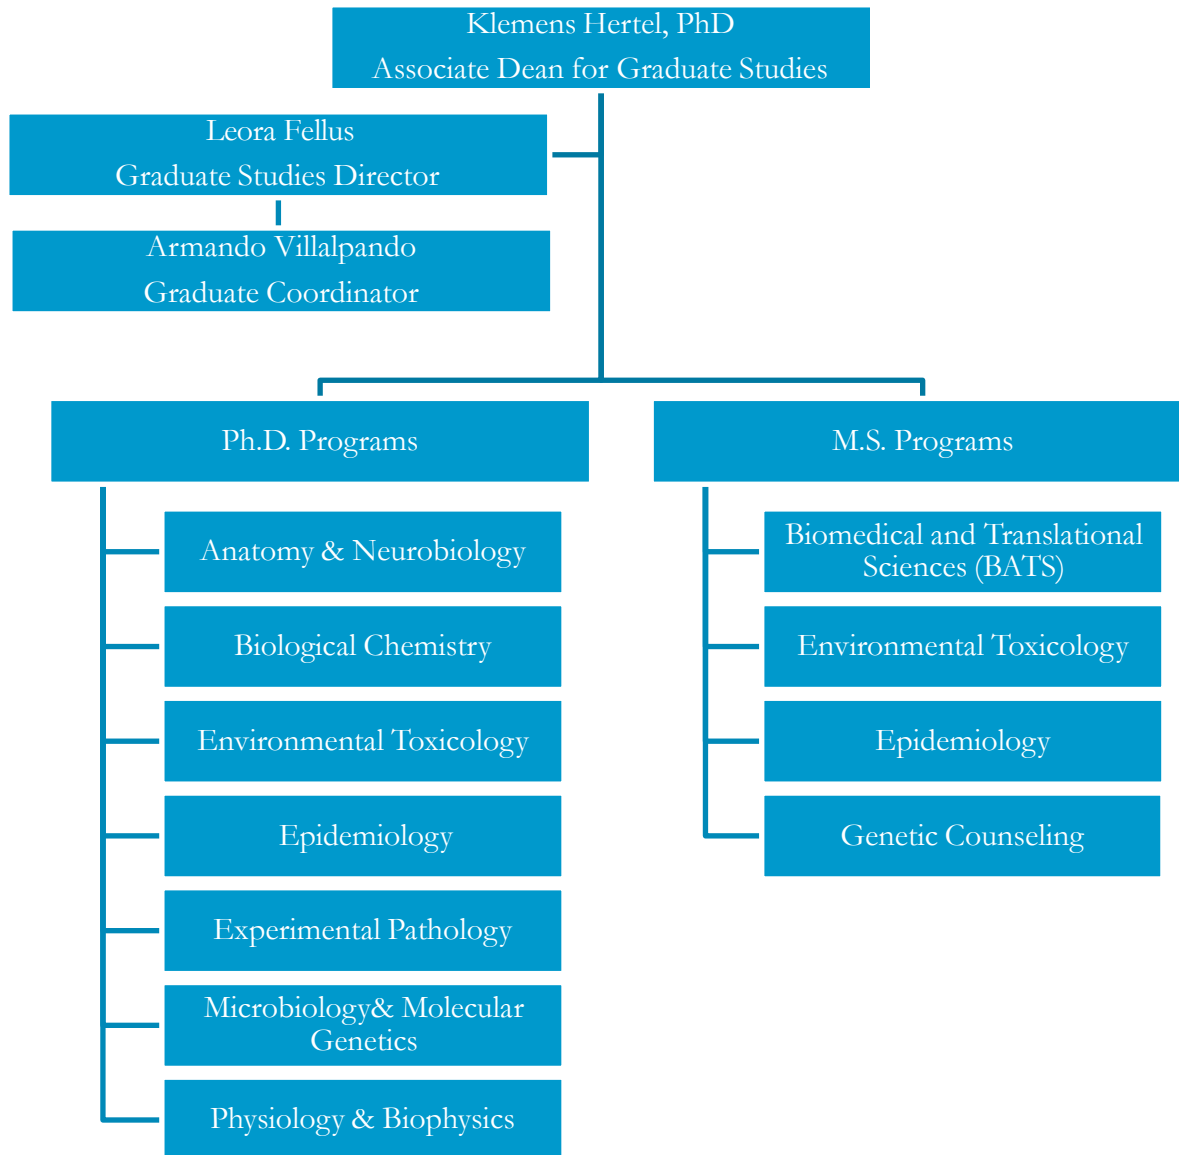 Klemens Hertel, PhD
Associate Dean for Graduate Studies
Leora Fellus
Graduate Studies Director
Armando Villalpando
Graduate Coordinator
Ph.D. Programs
Anatomy & Neurobiology
Biological Chemistry
Environmental Toxicology
Epidemiology
Experimental Pathology
Microbiology& Molecular
Genetics
Physiology & Biophysics
M.S. Programs
Biomedical and Translational
Sciences (BATS)
Environmental Toxicology
Epidemiology
Genetic Counseling